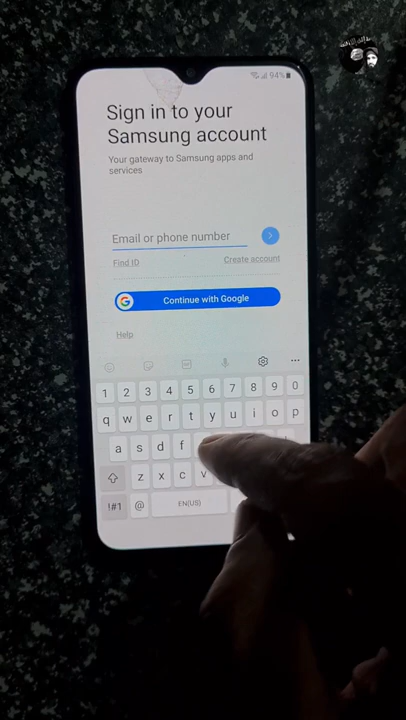 94%
Sign in to your
Samsung account
Your gateway to Samsung apps and
services
Email or phone number
Find ID
Create account
G Continue with Google
Help
1 2 3 4 5 6 7 8 9 0
q w e r t y u i o p
a s d f
z x c v
!#1 @ EN(US)